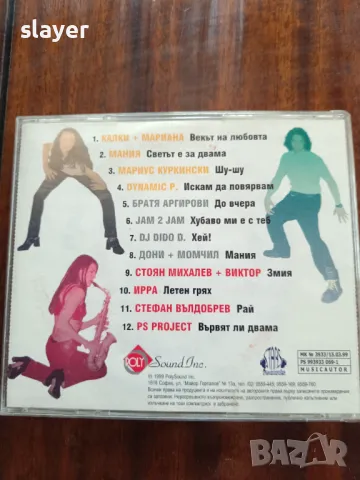 slayer
1. КАЛКИ + МАРИАНА Векът на любовта
2. МАНИЯ Светът е за двама
3. МАРИУС КУРКИНСКИ Шу-шу
4. DYNAMIC P. Искам да повярвам
5. БРАТЯ АРГИРОВИ До вчера
6. JAM 2 JAM Хубаво ми е с теб
7. DJ DIDO D. Хей!
8. ДОНИ + МОМЧИЛ Мания
9. СТОЯН МИХАЛЕВ + ВИКТОР Змия
10. ИРРА Летен грях
11. СТЕФАН ВЪЛДОБРЕВ Рай
12. PS PROJECT Вървят ли двама
POLY Sound Inc.
MUSICAUTOR
BAZAR